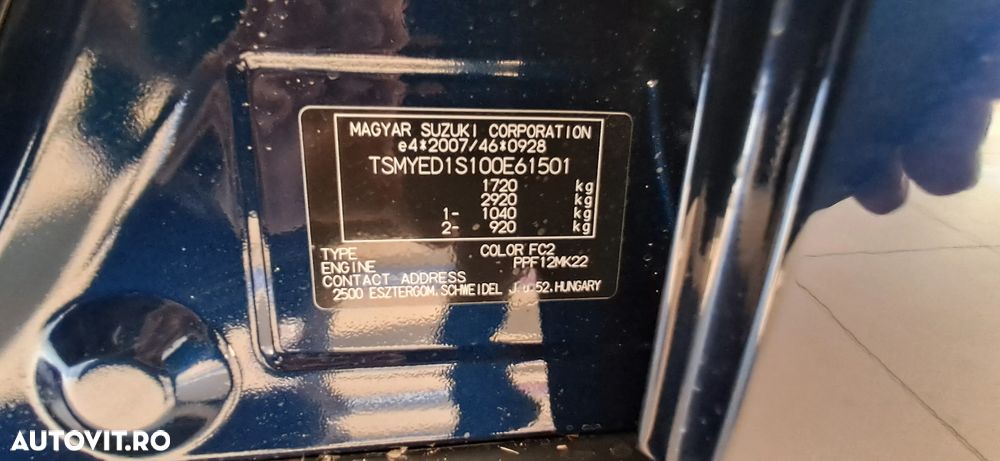 MAGYAR SUZUKI CORPORATION
e4*2007/46*0928
TSMYED1S100E61501
1720 kg
2920 kg
1- 1040 kg
2- 920 kg
TYPE COLOR FC2
ENGINE PPF12MK22
CONTACT ADDRESS
2500 ESZTERGOM. SCHWEIDEL J. u 52. HUNGARY
AUTOVIT.RO